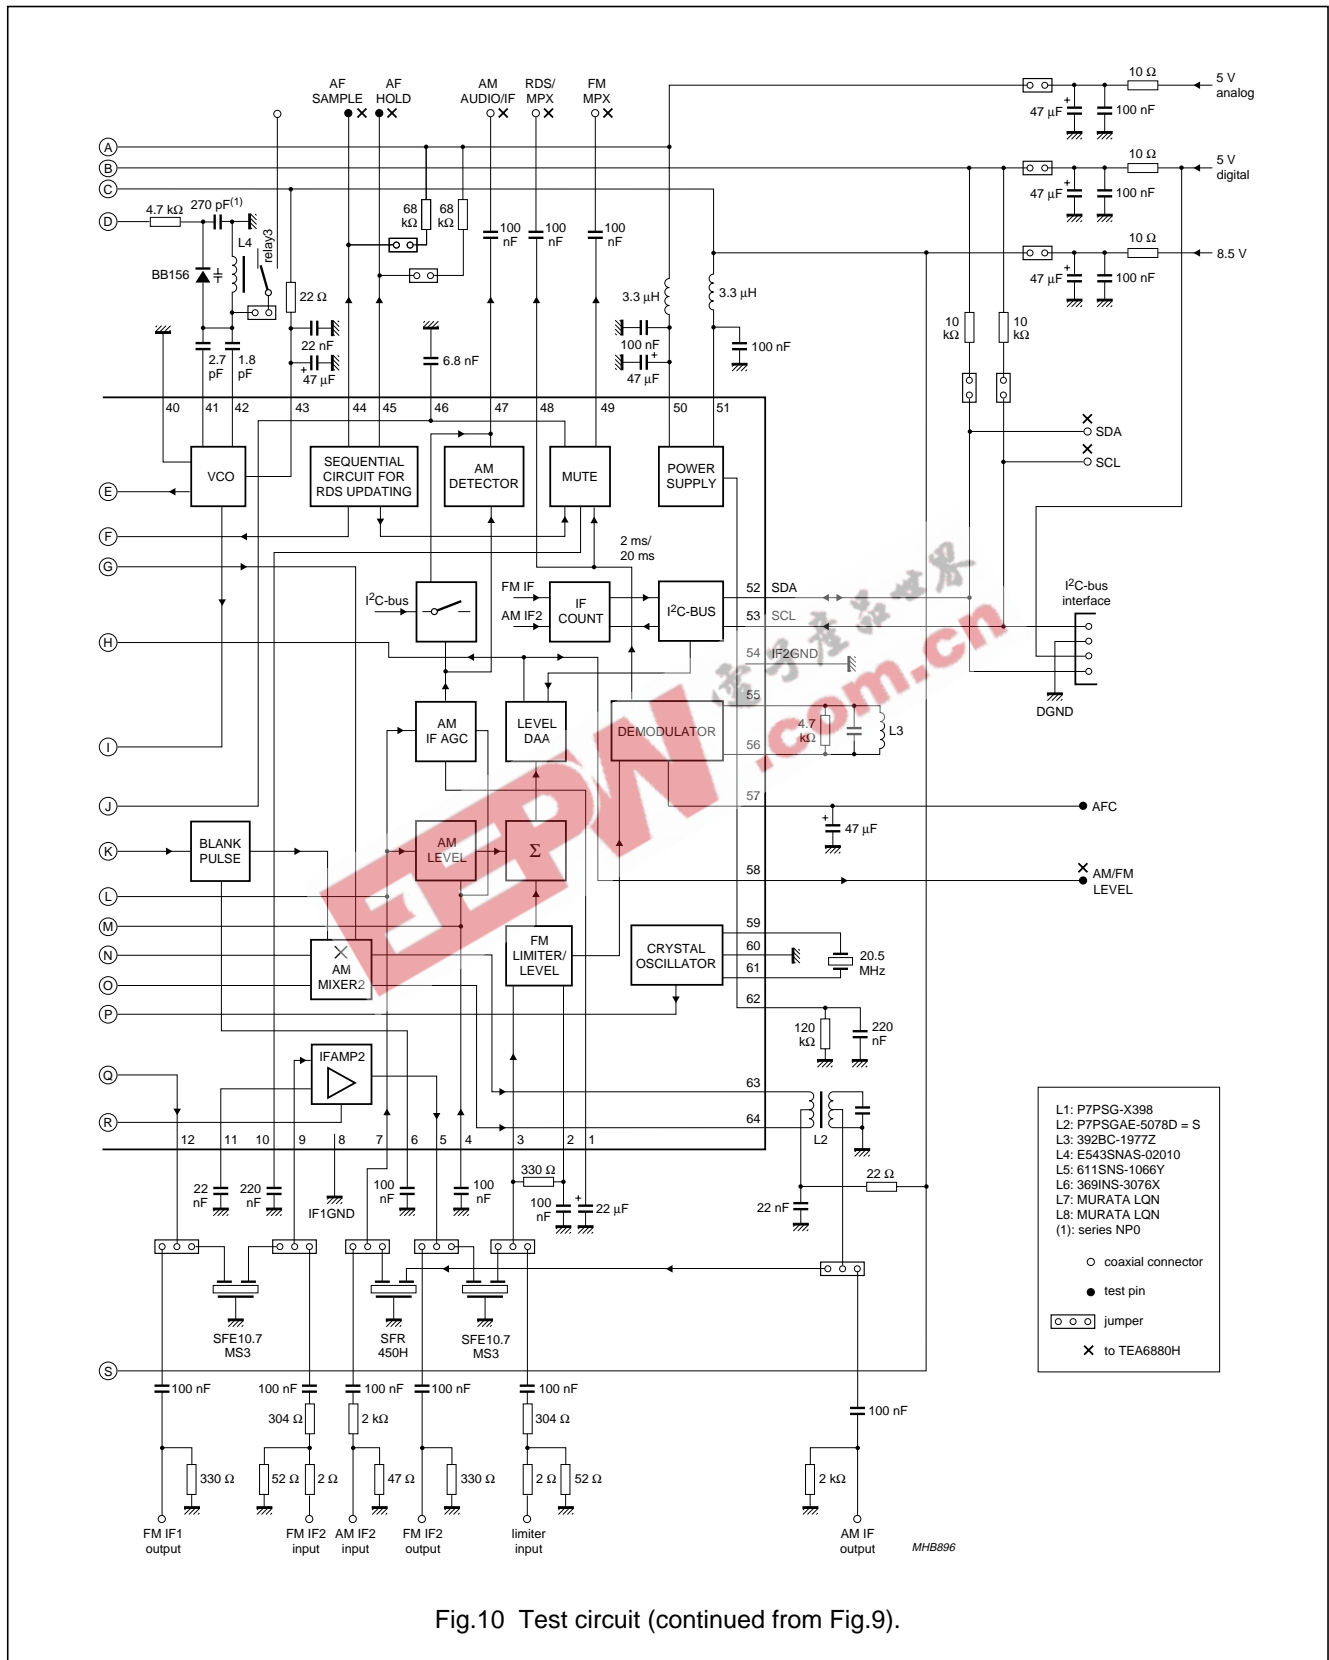 AF SAMPLE
AF HOLD
AM AUDIO/IF
RDS/ MPX
FM MPX
10 Ω
5 V analog
47 μF
100 nF
A
B
10 Ω
5 V digital
47 μF
100 nF
C
D
4.7 kΩ
270 pF(1)
L4
relay3
68 kΩ
68 kΩ
100 nF
100 nF
100 nF
10 Ω
8.5 V
47 μF
100 nF
BB156
22 Ω
3.3 μH
3.3 μH
10 kΩ
10 kΩ
2.7 pF
1.8 pF
22 nF
47 μF
6.8 nF
100 nF
47 μF
100 nF
40
41
42
43
44
45
46
47
48
49
50
51
SDA
SCL
VCO
SEQUENTIAL CIRCUIT FOR RDS UPDATING
AM DETECTOR
MUTE
POWER SUPPLY
E
F
G
2 ms/ 20 ms
I2C-bus
FM IF
AM IF2
IF COUNT
I2C-BUS
52
SDA
53
SCL
I2C-bus interface
54
IF2GND
DGND
H
I
AM IF AGC
LEVEL DAA
DEMODULATOR
55
56
4.7 kΩ
L3
電子產品世界
EEPW.com.cn
J
57
AFC
47 μF
K
BLANK PULSE
AM LEVEL
Σ
58
AM/FM LEVEL
L
M
N
O
P
AM MIXER2
FM LIMITER/ LEVEL
CRYSTAL OSCILLATOR
59
60
61
62
20.5 MHz
120 kΩ
220 nF
Q
R
IFAMP2
63
64
L2
12
11
10
9
8
7
6
5
4
3
2
1
22 nF
220 nF
IF1GND
100 nF
100 nF
330 Ω
100 nF
22 μF
22 nF
22 Ω
L1: P7PSG-X398
L2: P7PSGAE-5078D = S
L3: 392BC-1977Z
L4: E543SNAS-02010
L5: 611SNS-1066Y
L6: 369INS-3076X
L7: MURATA LQN
L8: MURATA LQN
(1): series NP0
coaxial connector
test pin
jumper
to TEA6880H
SFE10.7 MS3
SFR 450H
SFE10.7 MS3
S
100 nF
100 nF
100 nF
100 nF
100 nF
100 nF
304 Ω
2 kΩ
304 Ω
330 Ω
52 Ω
2 Ω
47 Ω
330 Ω
2 Ω
52 Ω
2 kΩ
FM IF1 output
FM IF2 input
AM IF2 input
FM IF2 output
limiter input
AM IF output
MHB896
Fig.10 Test circuit (continued from Fig.9).